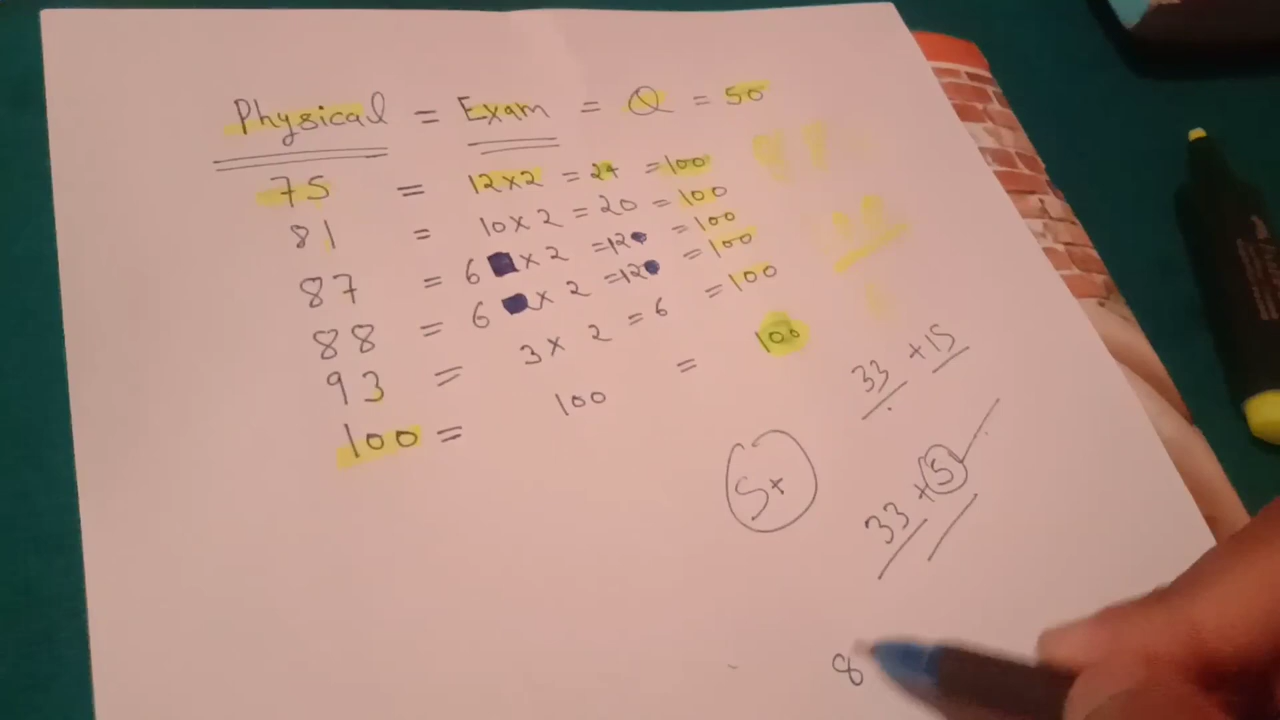 Physical = Exam = Q = 50
75 = 12x2 = 24 = 100
81 = 10x2 = 20 = 100
87 = 6 x 2 = 12 = 100
88 = 6 x 2 = 12 = 100
93 = 3 x 2 = 6 = 100
100 = 100 = 100
33 + 15
33 + 5
8